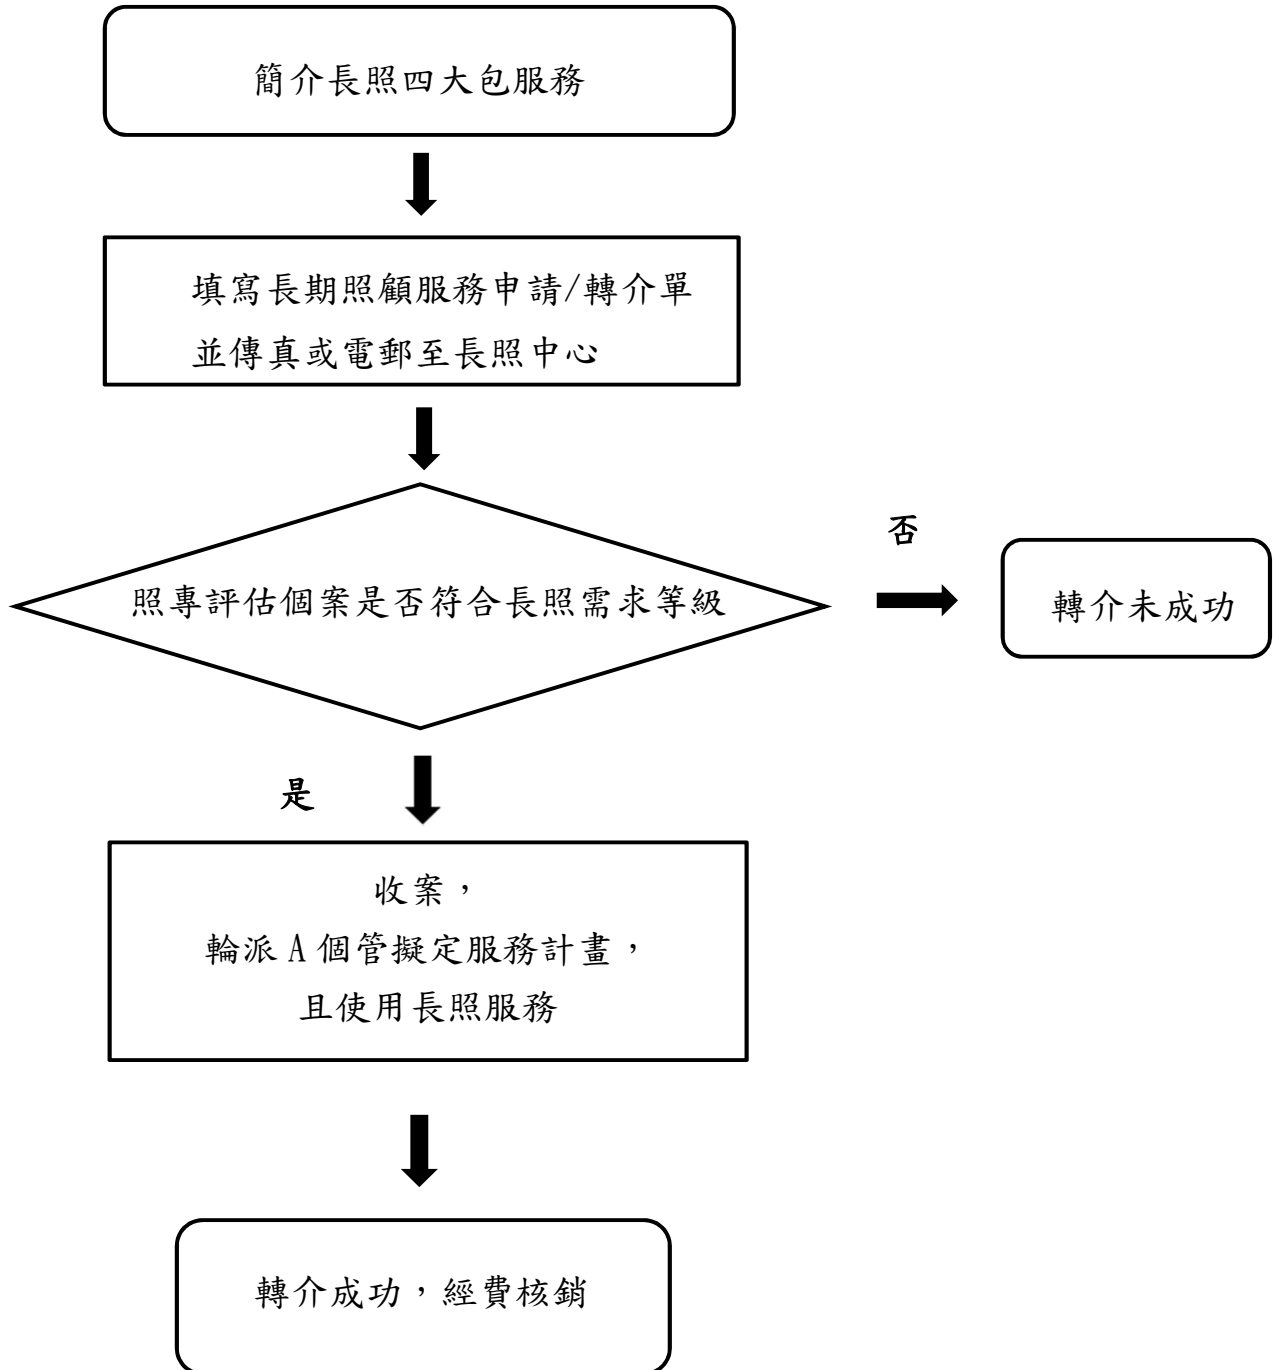 簡介長照四大包服務
填寫長期照顧服務申請/轉介單
並傳真或電郵至長照中心
否
照專評估個案是否符合長照需求等級
轉介未成功
是
收案，
輪派 A 個管擬定服務計畫，
且使用長照服務
轉介成功，經費核銷